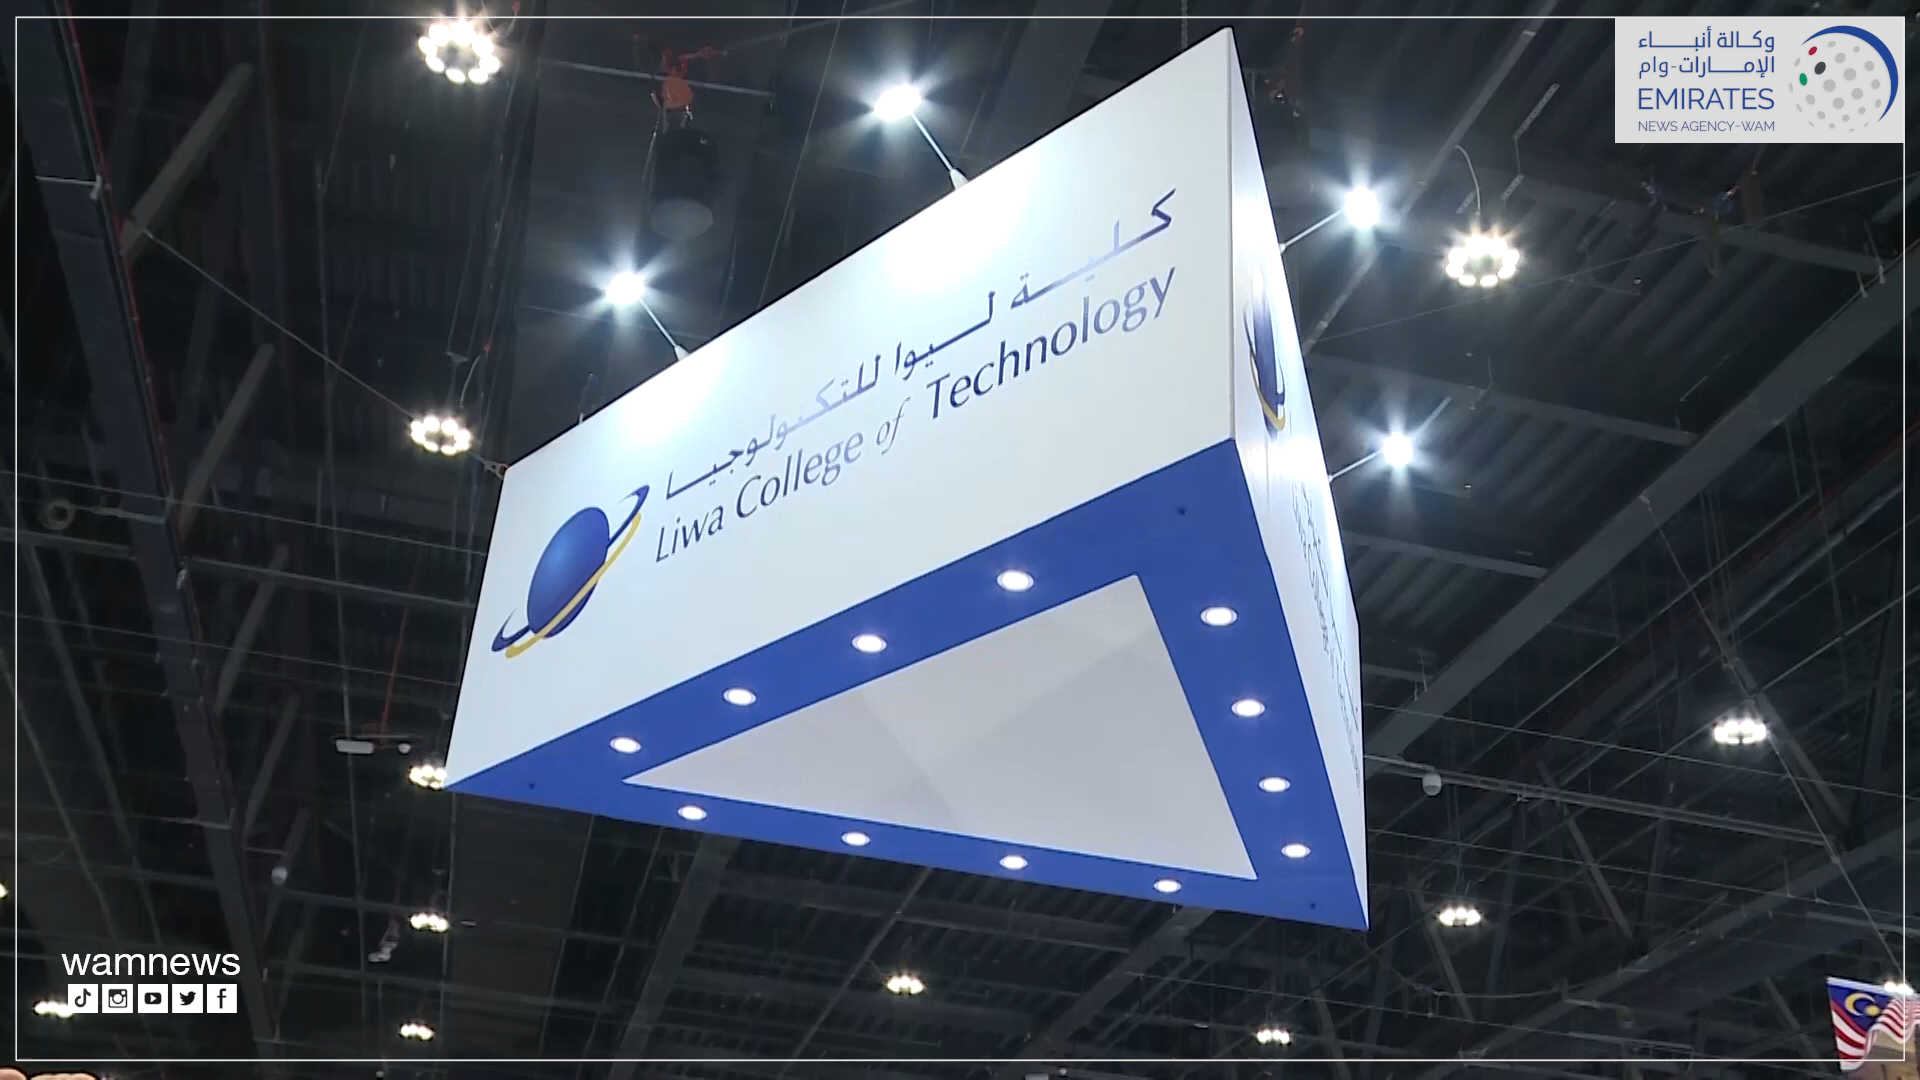 وكالة أنباء
الإمارات-وام
EMIRATES
NEWS AGENCY-WAM
كلية ليوا للتكنولوجيا
Liwa College of Technology
wamnews